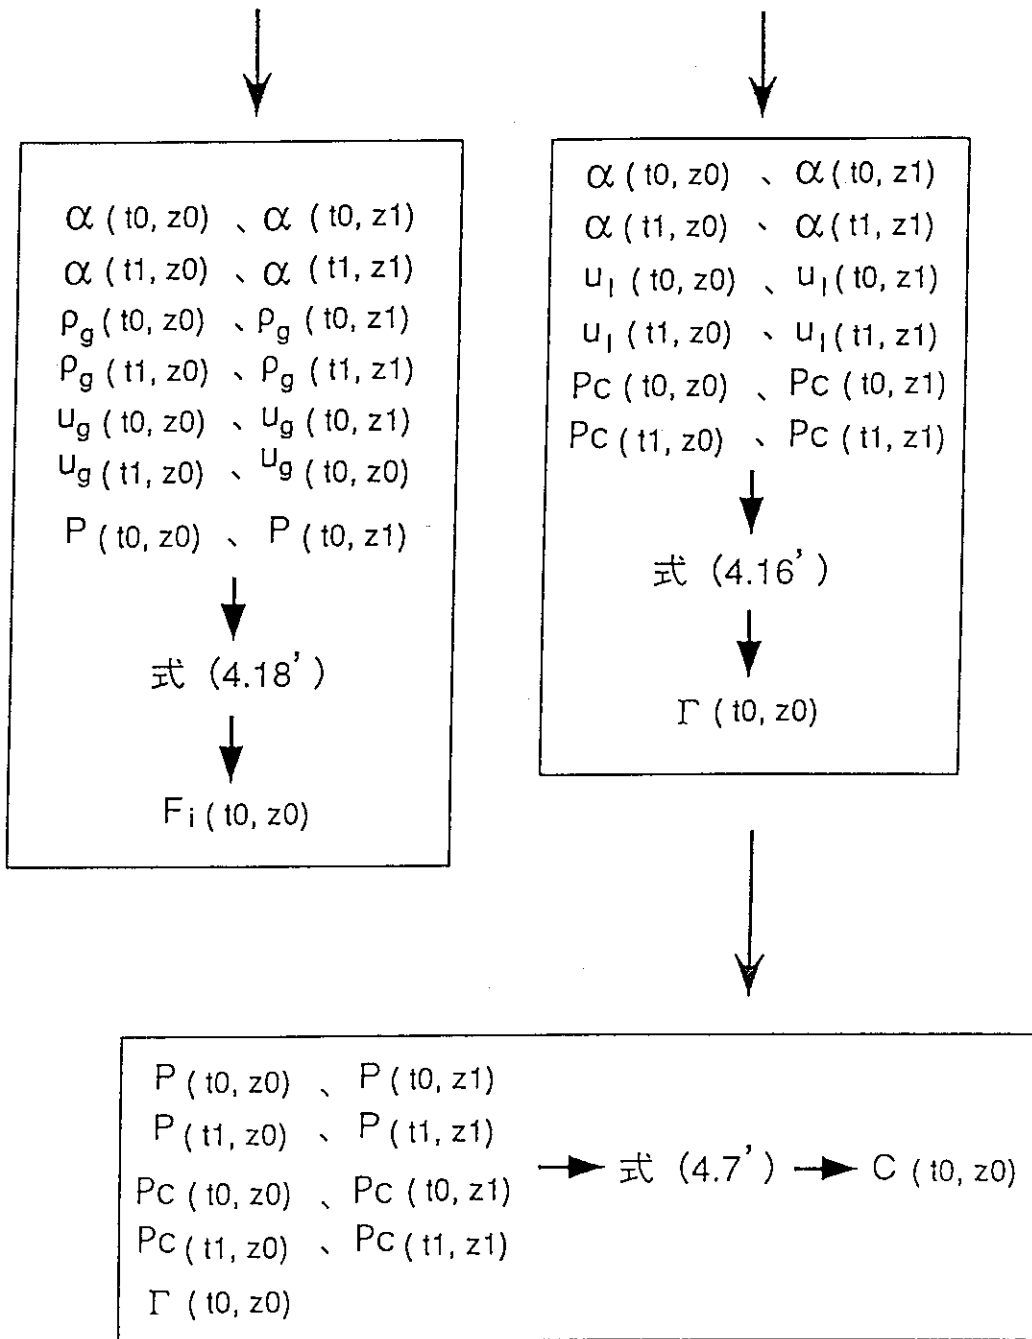 α ( t0, z0) 、 α ( t0, z1)
α ( t1, z0) 、 α ( t1, z1)
ρg ( t0, z0) 、 ρg ( t0, z1)
ρg ( t1, z0) 、 ρg ( t1, z1)
ug ( t0, z0) 、 ug ( t0, z1)
ug ( t1, z0) 、 ug ( t0, z0)
P ( t0, z0) 、 P ( t0, z1)
式 (4.18’)
Fi ( t0, z0)
α ( t0, z0) 、 α ( t0, z1)
α ( t1, z0) 、 α ( t1, z1)
ul ( t0, z0) 、 ul ( t0, z1)
ul ( t1, z0) 、 ul ( t1, z1)
Pc ( t0, z0) 、 Pc ( t0, z1)
Pc ( t1, z0) 、 Pc ( t1, z1)
式 (4.16’)
Γ ( t0, z0)
P ( t0, z0) 、 P ( t0, z1)
P ( t1, z0) 、 P ( t1, z1)
Pc ( t0, z0) 、 Pc ( t0, z1)
Pc ( t1, z0) 、 Pc ( t1, z1)
Γ ( t0, z0)
式 (4.7’)
C ( t0, z0)